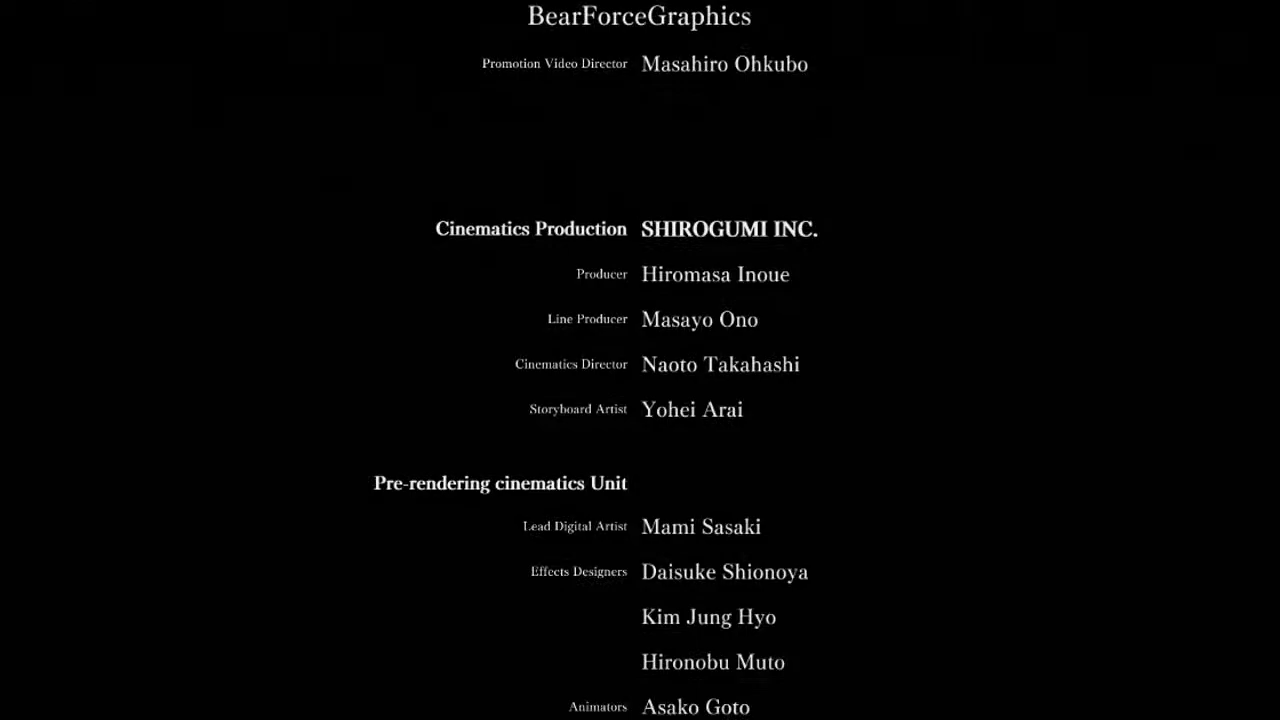 BearForceGraphics
Promotion Video Director Masahiro Ohkubo
Cinematics Production SHIROGUMI INC.
Producer Hiromasa Inoue
Line Producer Masayo Ono
Cinematics Director Naoto Takahashi
Storyboard Artist Yohei Arai
Pre-rendering cinematics Unit
Lead Digital Artist Mami Sasaki
Effects Designers Daisuke Shionoya
Kim Jung Hyo
Hironobu Muto
Animators Asako Goto